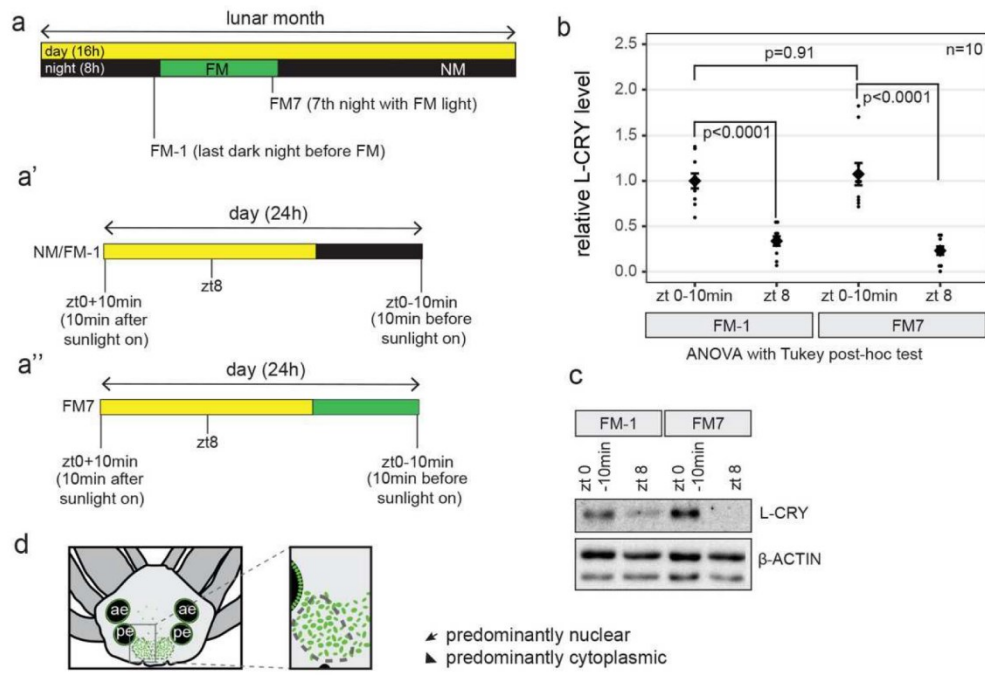 a
lunar month
day (16h)
night (8h)
FM
NM
FM7 (7th night with FM light)
FM-1 (last dark night before FM)
a'
day (24h)
NM/FM-1
zt8
zt0+10min
(10min after
sunlight on)
zt0-10min
(10min before
sunlight on)
a''
day (24h)
FM7
zt8
zt0+10min
(10min after
sunlight on)
zt0-10min
(10min before
sunlight on)
b
relative L-CRY level
2.5
2.0
1.5
1.0
0.5
0.0
n=10
p=0.91
p<0.0001
p<0.0001
zt 0-10min
zt 8
zt 0-10min
zt 8
FM-1
FM7
ANOVA with Tukey post-hoc test
c
FM-1
FM7
zt 0
-10min
zt 8
zt 0
-10min
zt 8
L-CRY
β-ACTIN
d
ae
ae
pe
pe
predominantly nuclear
predominantly cytoplasmic